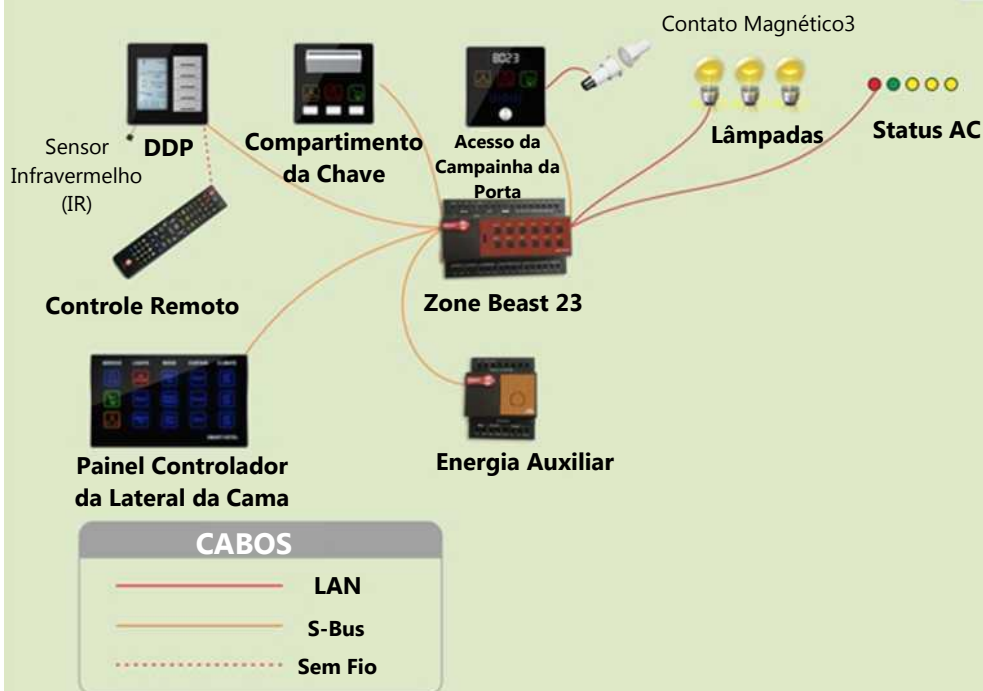 Contato Magnético3
8023
Sensor
Infravermelho
(IR)
DDP
Compartimento
da Chave
Acesso da
Campainha da
Porta
Lâmpadas
Status AC
Controle Remoto
Zone Beast 23
Painel Controlador
da Lateral da Cama
Energia Auxiliar
CABOS
LAN
S-Bus
Sem Fio